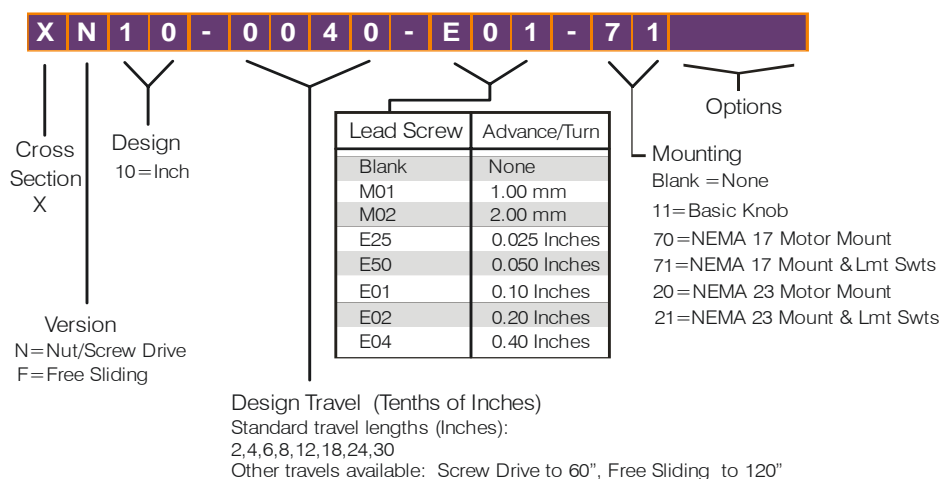 X N 1 0 - 0 0 4 0 - E 0 1 - 7 1
Cross
Section
X
Version
N=Nut/Screw Drive
F=Free Sliding
Design
10=Inch
Design Travel (Tenths of Inches)
Standard travel lengths (Inches):
2,4,6,8,12,18,24,30
Other travels available: Screw Drive to 60", Free Sliding to 120"
Lead Screw Advance/Turn
Blank None
M01 1.00 mm
M02 2.00 mm
E25 0.025 Inches
E50 0.050 Inches
E01 0.10 Inches
E02 0.20 Inches
E04 0.40 Inches
Mounting
Blank =None
11=Basic Knob
70=NEMA 17 Motor Mount
71=NEMA 17 Mount & Lmt Swts
20=NEMA 23 Motor Mount
21=NEMA 23 Mount & Lmt Swts
Options